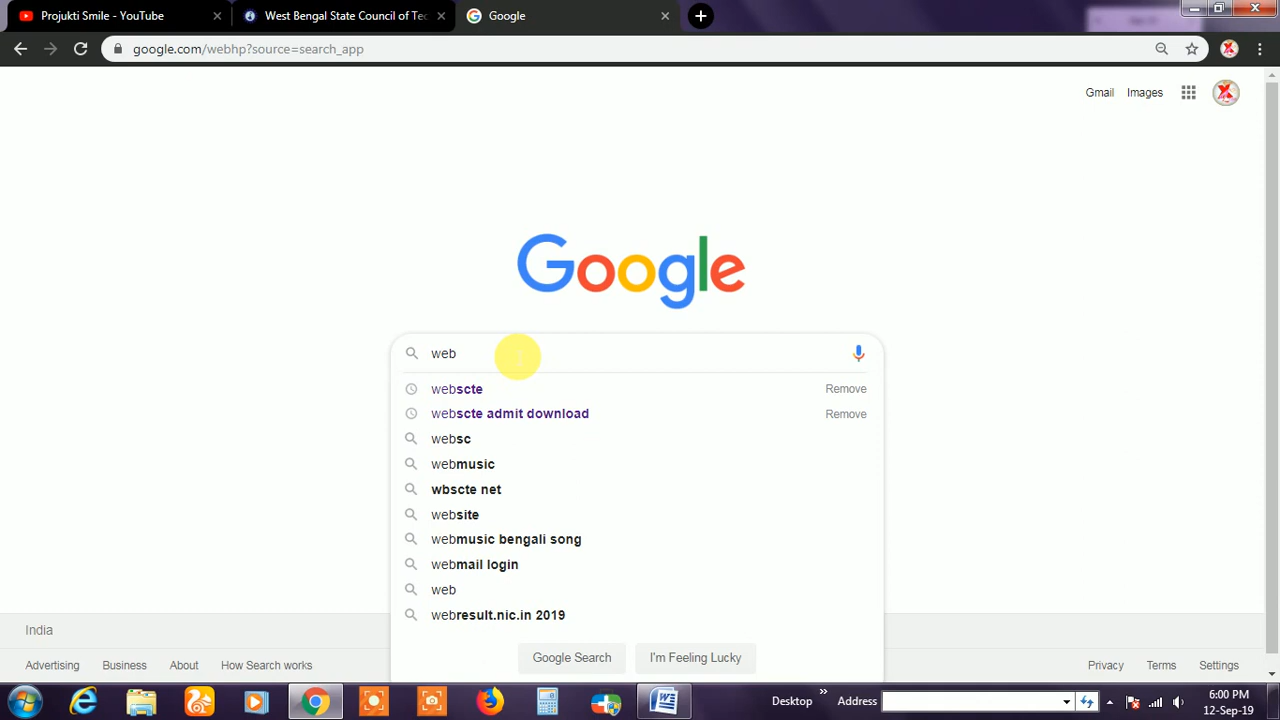 Projukti Smile - YouTube
West Bengal State Council of Tec
Google
google.com/webhp?source=search_app
Gmail Images
Google
web
webscte Remove
webscte admit download Remove
websc
webmusic
wbscte net
website
webmusic bengali song
webmail login
web
webresult.nic.in 2019
India
Google Search I'm Feeling Lucky
Advertising Business About How Search works Privacy Terms Settings
Desktop » Address 6:00 PM
12-Sep-19